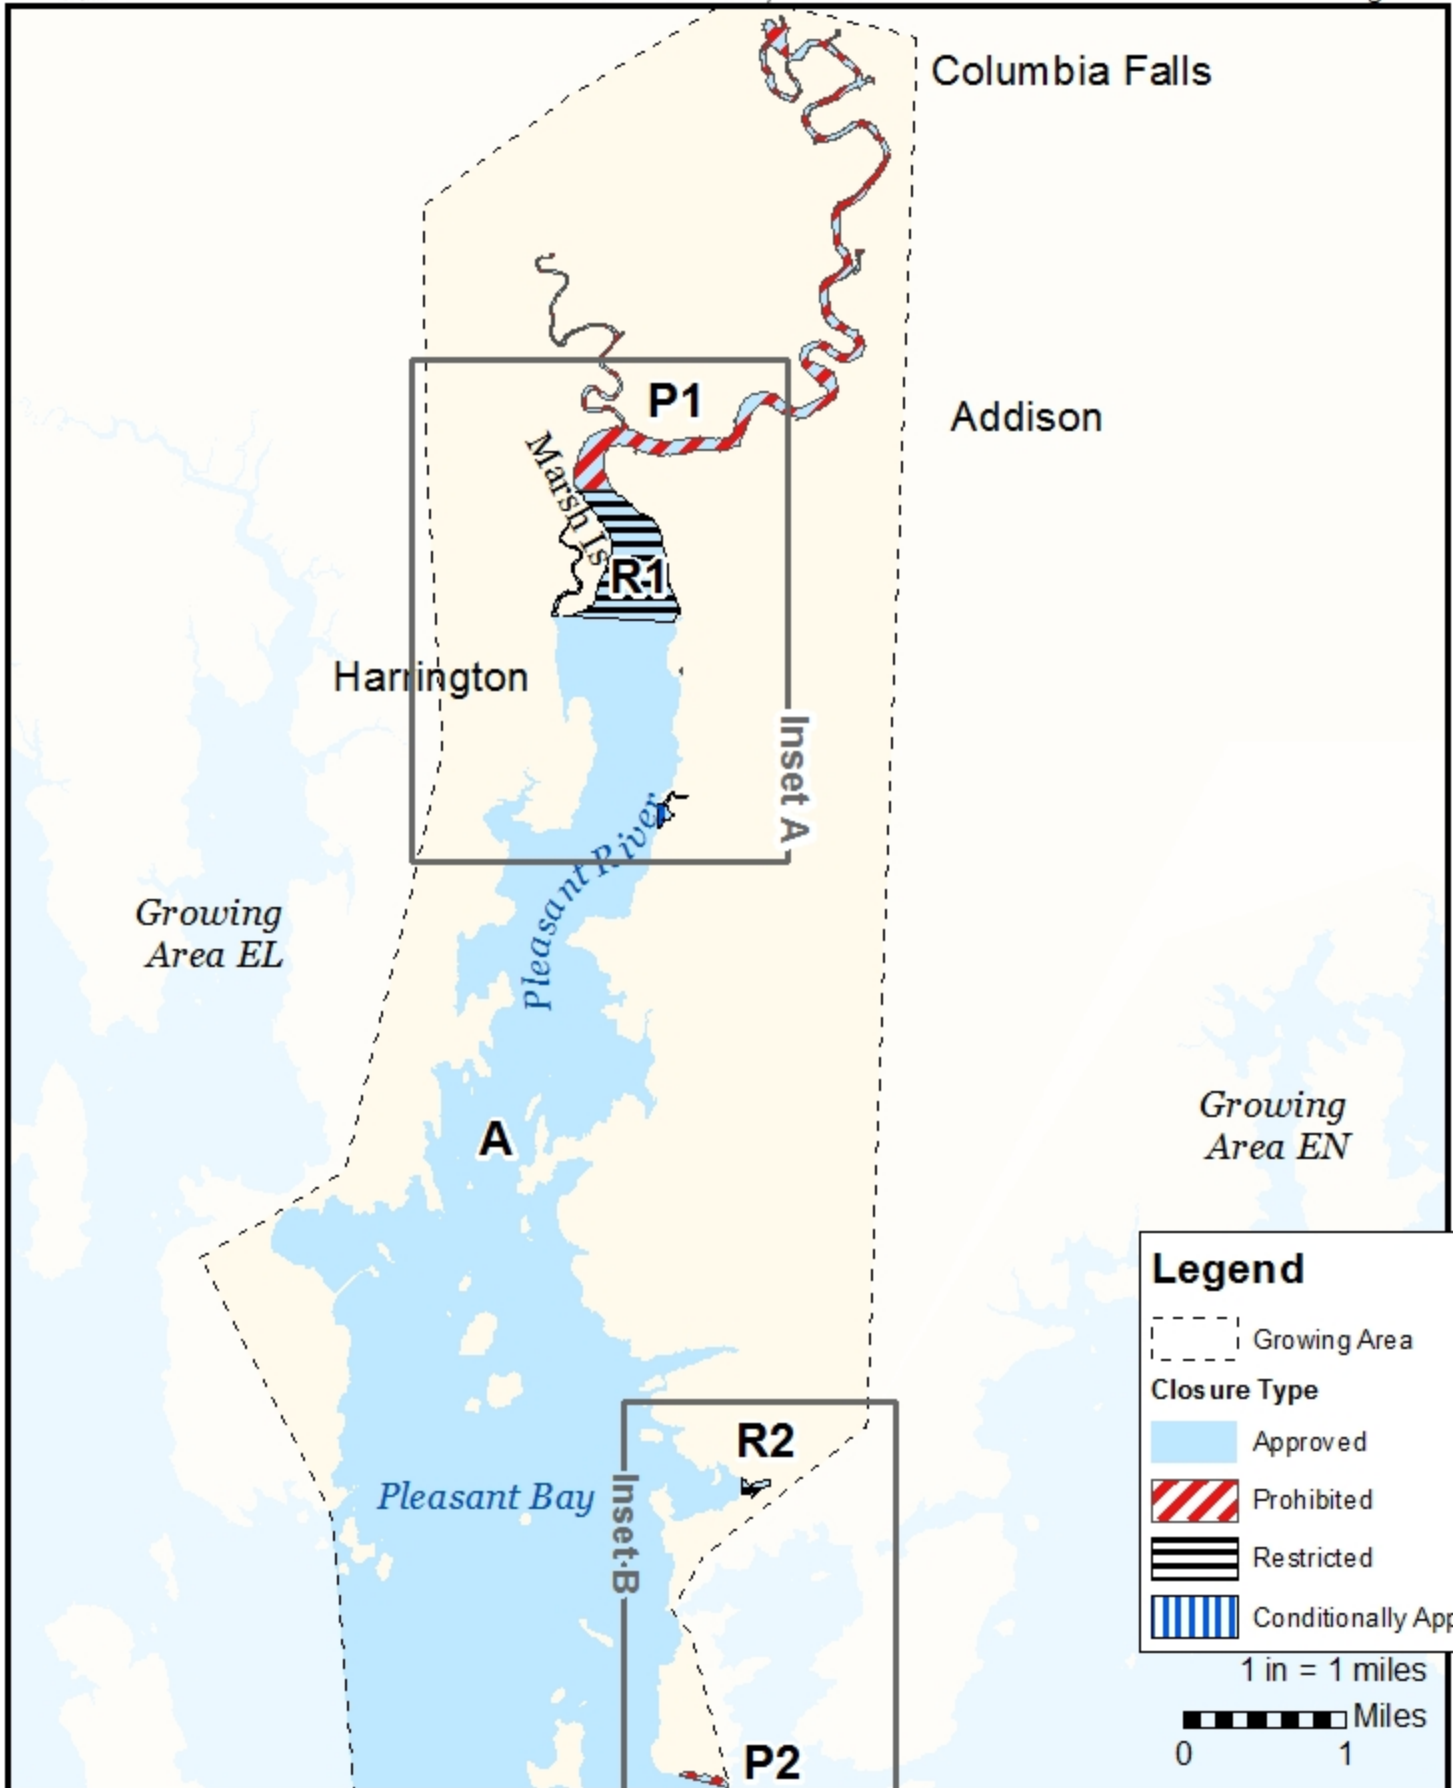 Columbia Falls
P1
Addison
Marsh Is
R1
Harrington
Inset A
Pleasant River
Growing
Area EL
A
Growing
Area EN
R2
Pleasant Bay
Inset B
P2
Legend
Growing Area
Closure Type
Approved
Prohibited
Restricted
Conditionally App
1 in = 1 miles
Miles
0 1